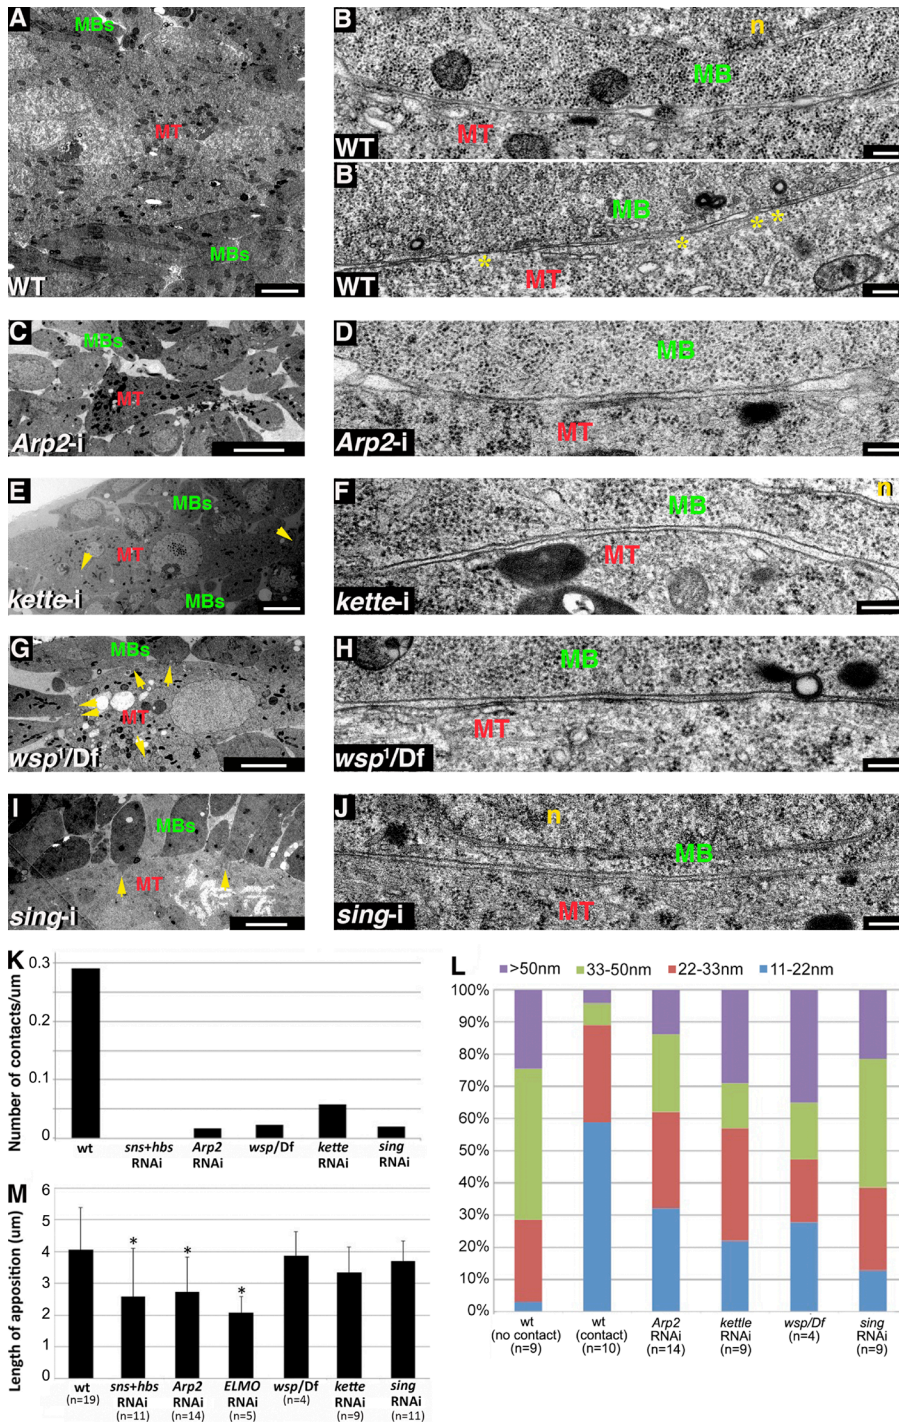 A
MBs
MT
MBs
WT
B
n
MB
MT
WT
B'
MB
* * * *
MT
WT
C
MBs
MT
Arp2-i
D
MB
MT
Arp2-i
E
MBs
MT
MBs
kette-i
F
n
MB
MT
kette-i
G
MBs
MT
wsp1/Df
H
MB
MT
wsp1/Df
I
MBs
MT
sing-i
J
n
MB
MT
sing-i
K
Number of contacts/um
0.3
0.2
0.1
0
wt sns+hbs RNAi Arp2 RNAi wsp/Df kette RNAi sing RNAi
L
>50nm 33-50nm 22-33nm 11-22nm
100%
90%
80%
70%
60%
50%
40%
30%
20%
10%
0%
wt (no contact) (n=9) wt (contact) (n=10) Arp2 RNAi (n=14) kettle RNAi (n=9) wsp/Df (n=4) sing RNAi (n=9)
M
Length of apposition (um)
6
5
4
3
2
1
0
* * *
wt (n=19) sns+hbs RNAi (n=11) Arp2 RNAi (n=14) ELMO RNAi (n=5) wsp/Df (n=4) kette RNAi (n=9) sing RNAi (n=11)